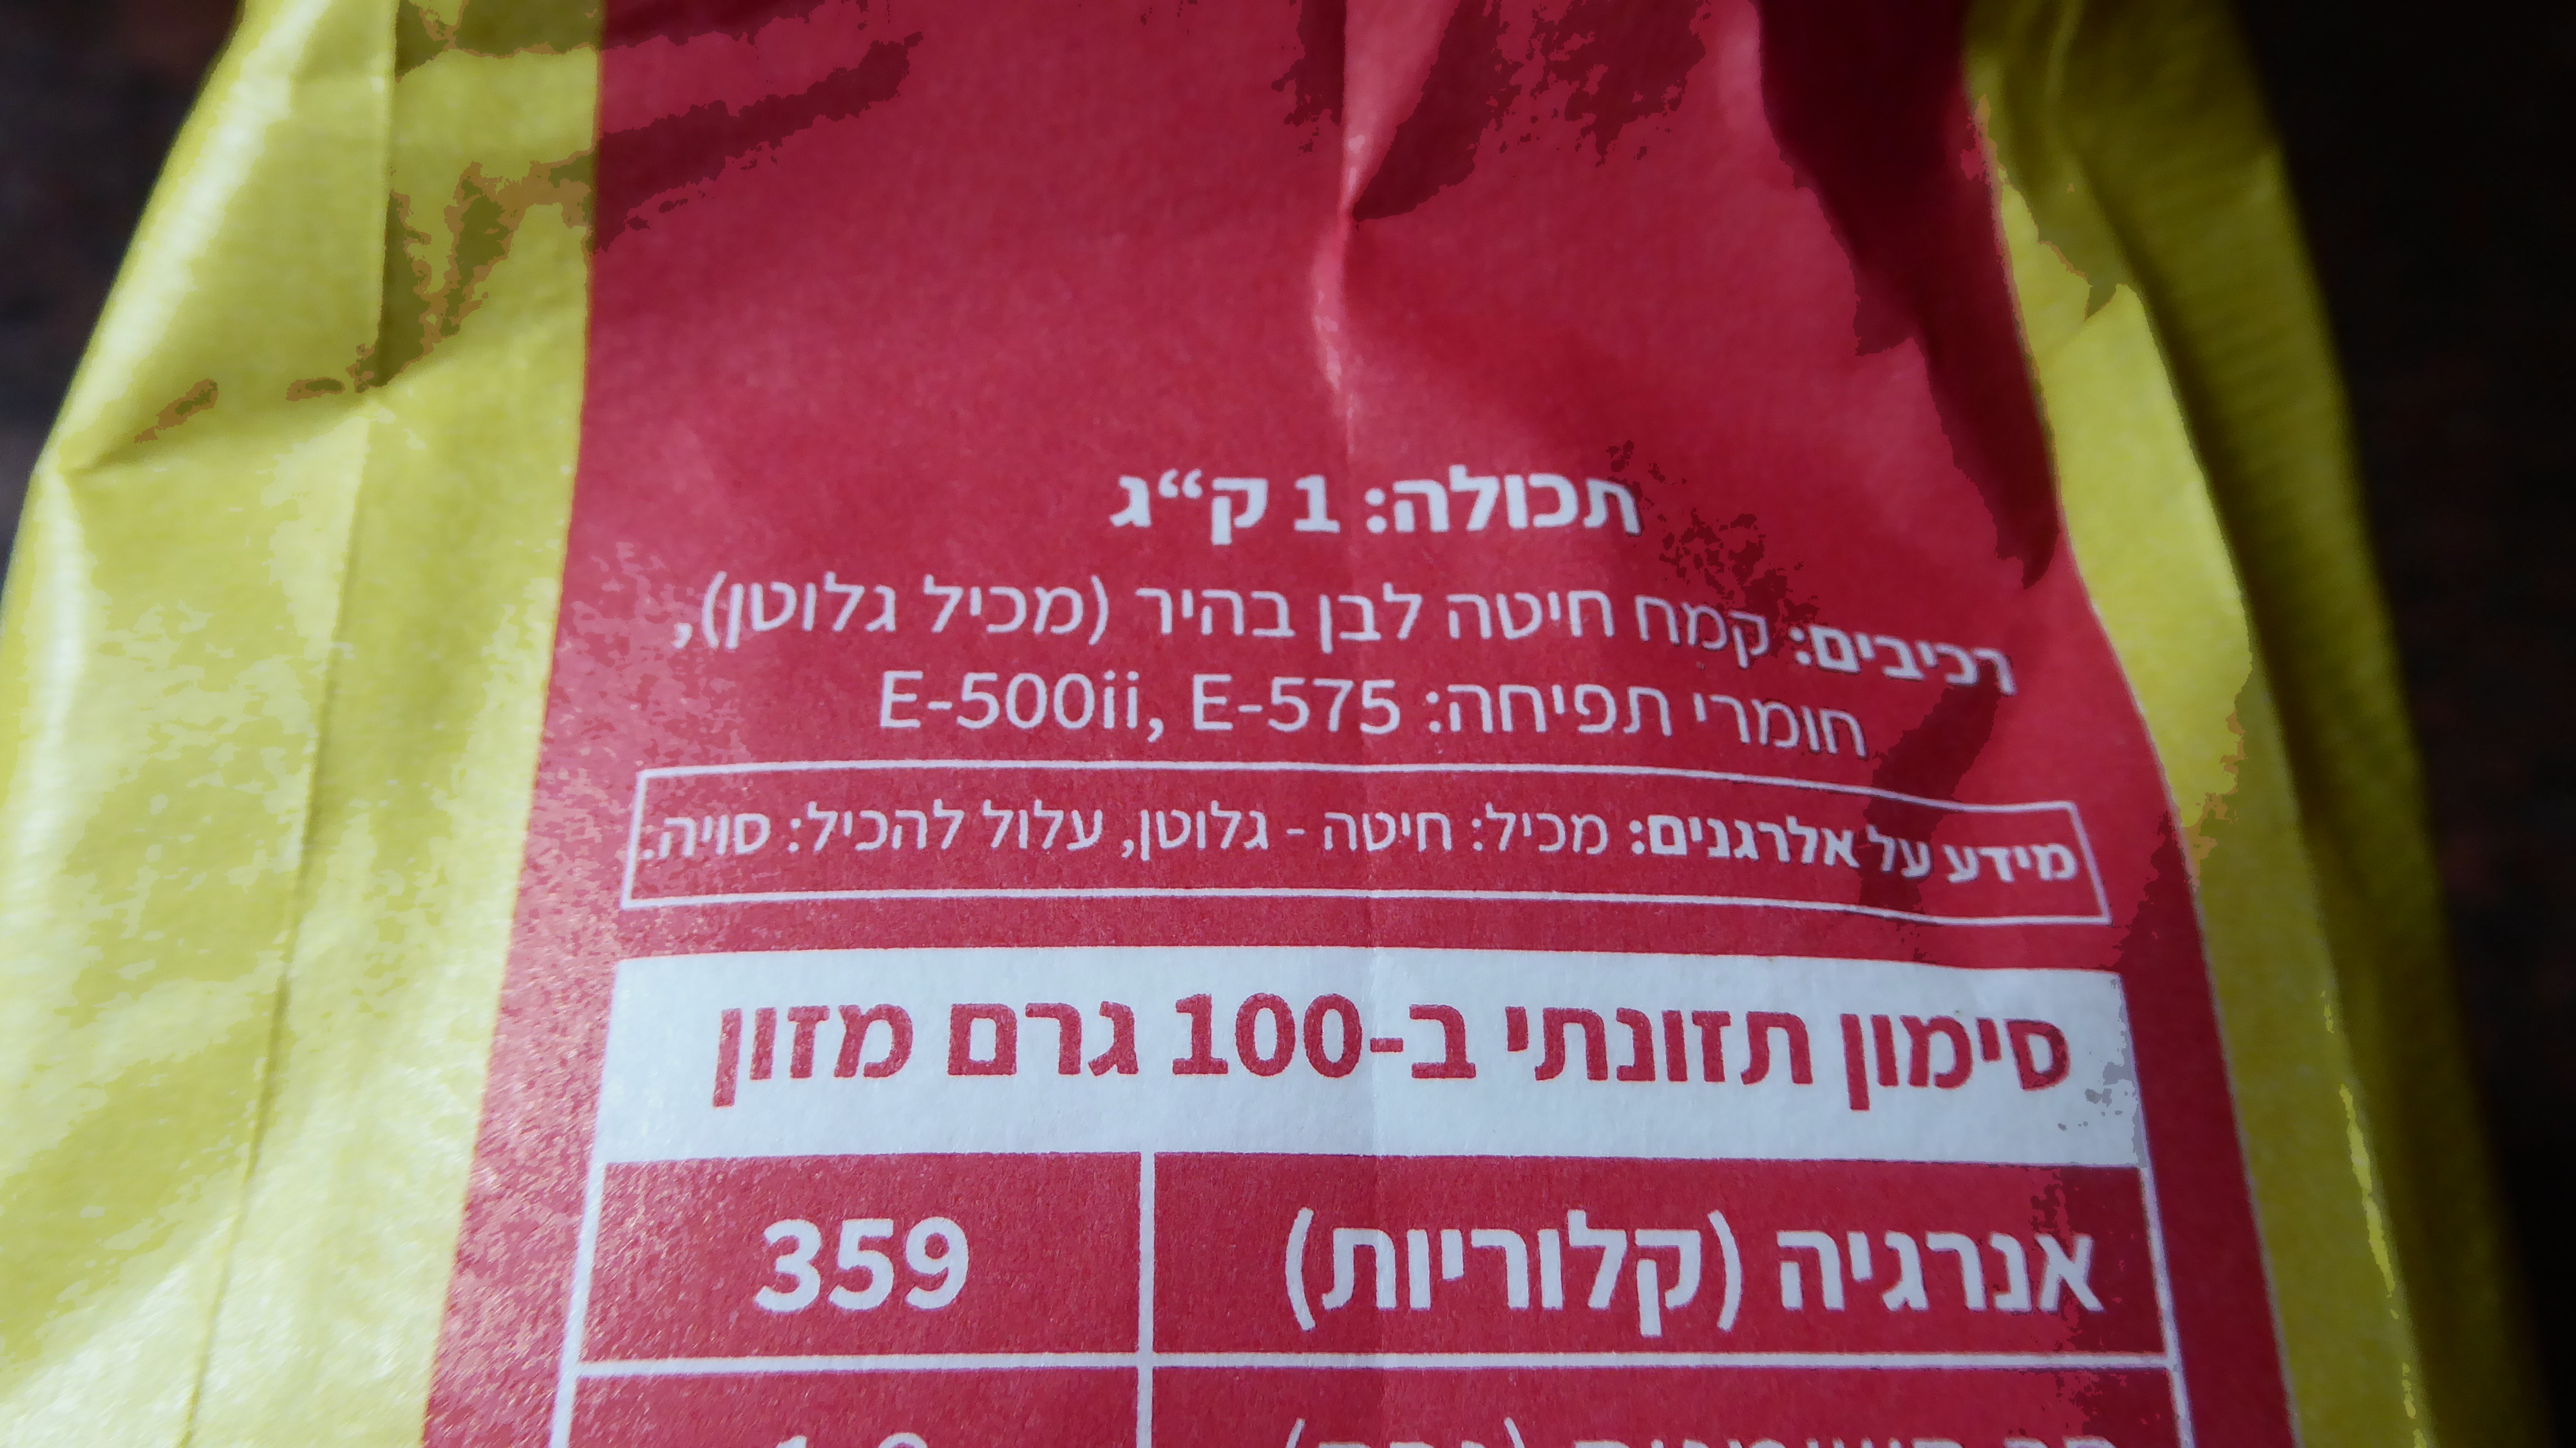 תכולה: 1 ק“ג
רכיבים: קמח חיטה לבן בהיר (מכיל גלוטן),
חומרי תפיחה: E-500ii, E-575
מידע על אלרגנים: מכיל: חיטה - גלוטן, עלול להכיל: סויה.
סימון תזונתי ב-100 גרם מזון
אנרגיה (קלוריות) 359